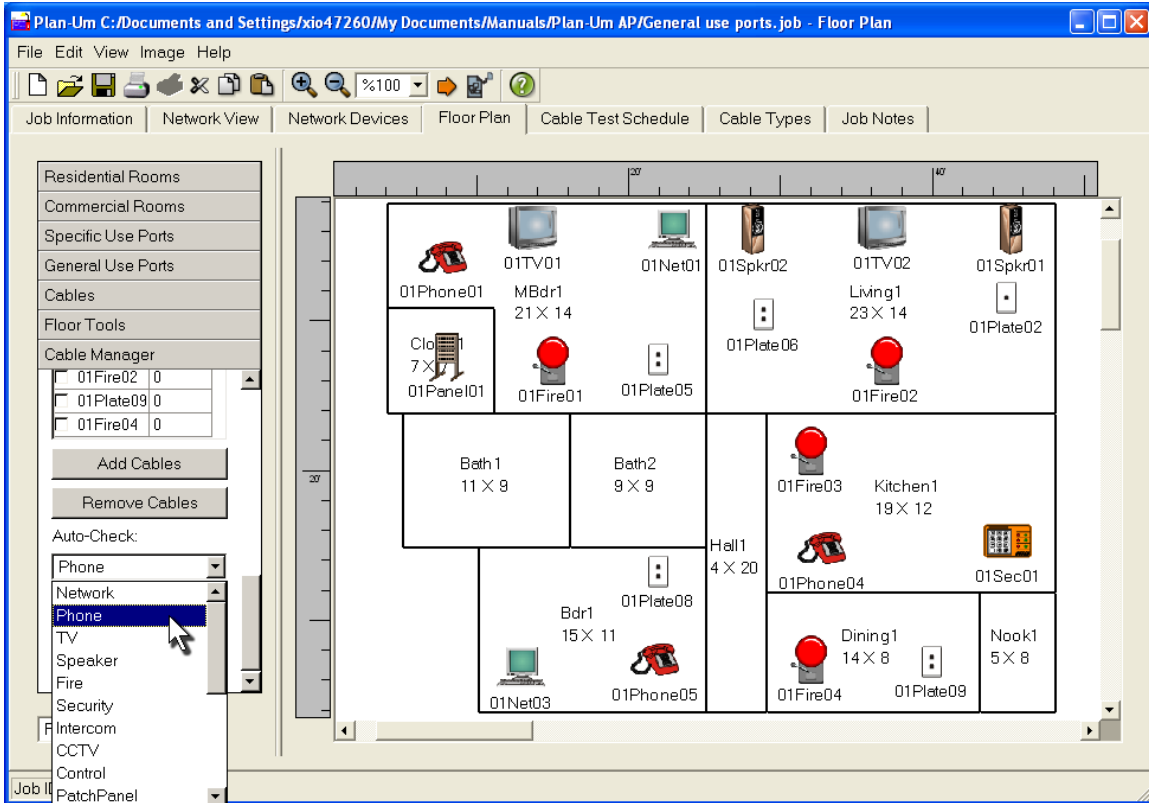 Plan-Um C:/Documents and Settings/xio47260/My Documents/Manuals/Plan-Um AP/General use ports.job - Floor Plan
File Edit View Image Help
%100
Job Information Network View Network Devices Floor Plan Cable Test Schedule Cable Types Job Notes
Residential Rooms
Commercial Rooms
Specific Use Ports
General Use Ports
Cables
Floor Tools
Cable Manager
01Fire02 0
01Plate09 0
01Fire04 0
Add Cables
Remove Cables
Auto-Check:
Phone
Network
Phone
TV
Speaker
Fire
Security
Intercom
CCTV
Control
PatchPanel
Job ID
20' 40'
20'
01Phone01
01TV01
01Net01
MBdr1
21 X 14
01Panel01
01Fire01
01Plate05
01Spkr02
01TV02
01Spkr01
Living1
23 X 14
01Plate06
01Plate02
01Fire02
Bath1
11 X 9
Bath2
9 X 9
Hall1
4 X 20
01Fire03
Kitchen1
19 X 12
01Phone04
01Sec01
01Plate08
Bdr1
15 X 11
01Net03
01Phone05
Dining1
14 X 8
01Fire04
01Plate09
Nook1
5 X 8